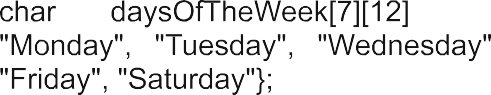 char daysOfTheWeek[7][12]
"Monday", "Tuesday", "Wednesday"
"Friday", "Saturday"};